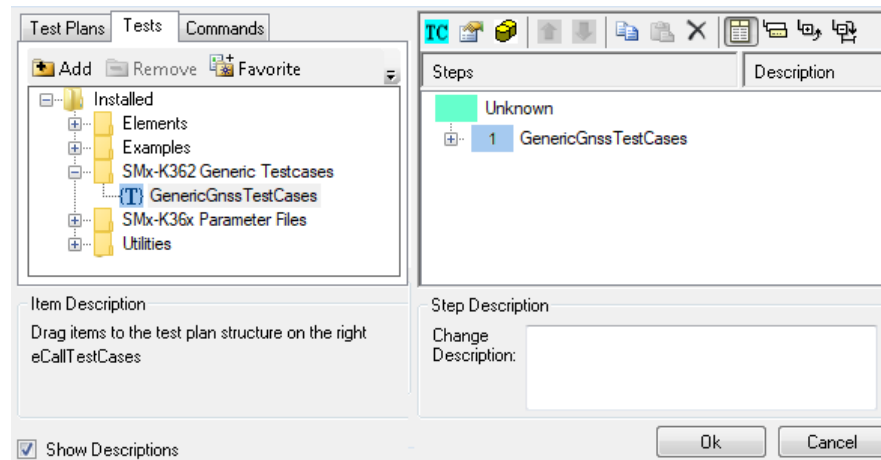 Test Plans Tests Commands
Add Remove Favorite
Installed
Elements
Examples
SMx-K362 Generic Testcases
{T} GenericGnssTestCases
SMx-K36x Parameter Files
Utilities
Item Description
Drag items to the test plan structure on the right
eCallTestCases
Show Descriptions
TC
Steps Description
Unknown
1 GenericGnssTestCases
Step Description
Change
Description:
Ok Cancel